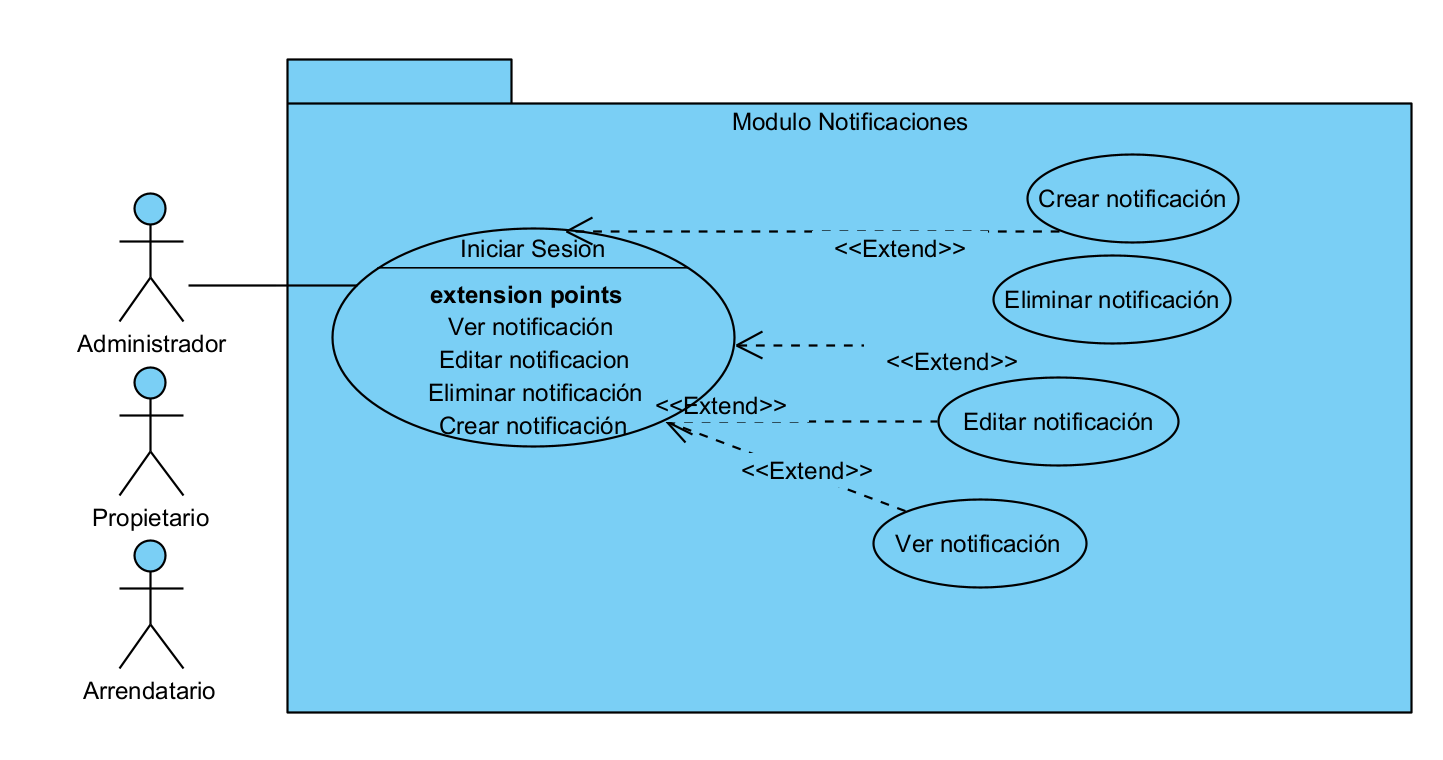 Modulo Notificaciones
Crear notificación
<<Extend>>
Iniciar Sesion
Eliminar notificación
extension points
Ver notificación
Editar notificacion
Eliminar notificación
Crear notificación
<<Extend>>
<<Extend>>
Editar notificación
<<Extend>>
Ver notificación
Administrador
Propietario
Arrendatario